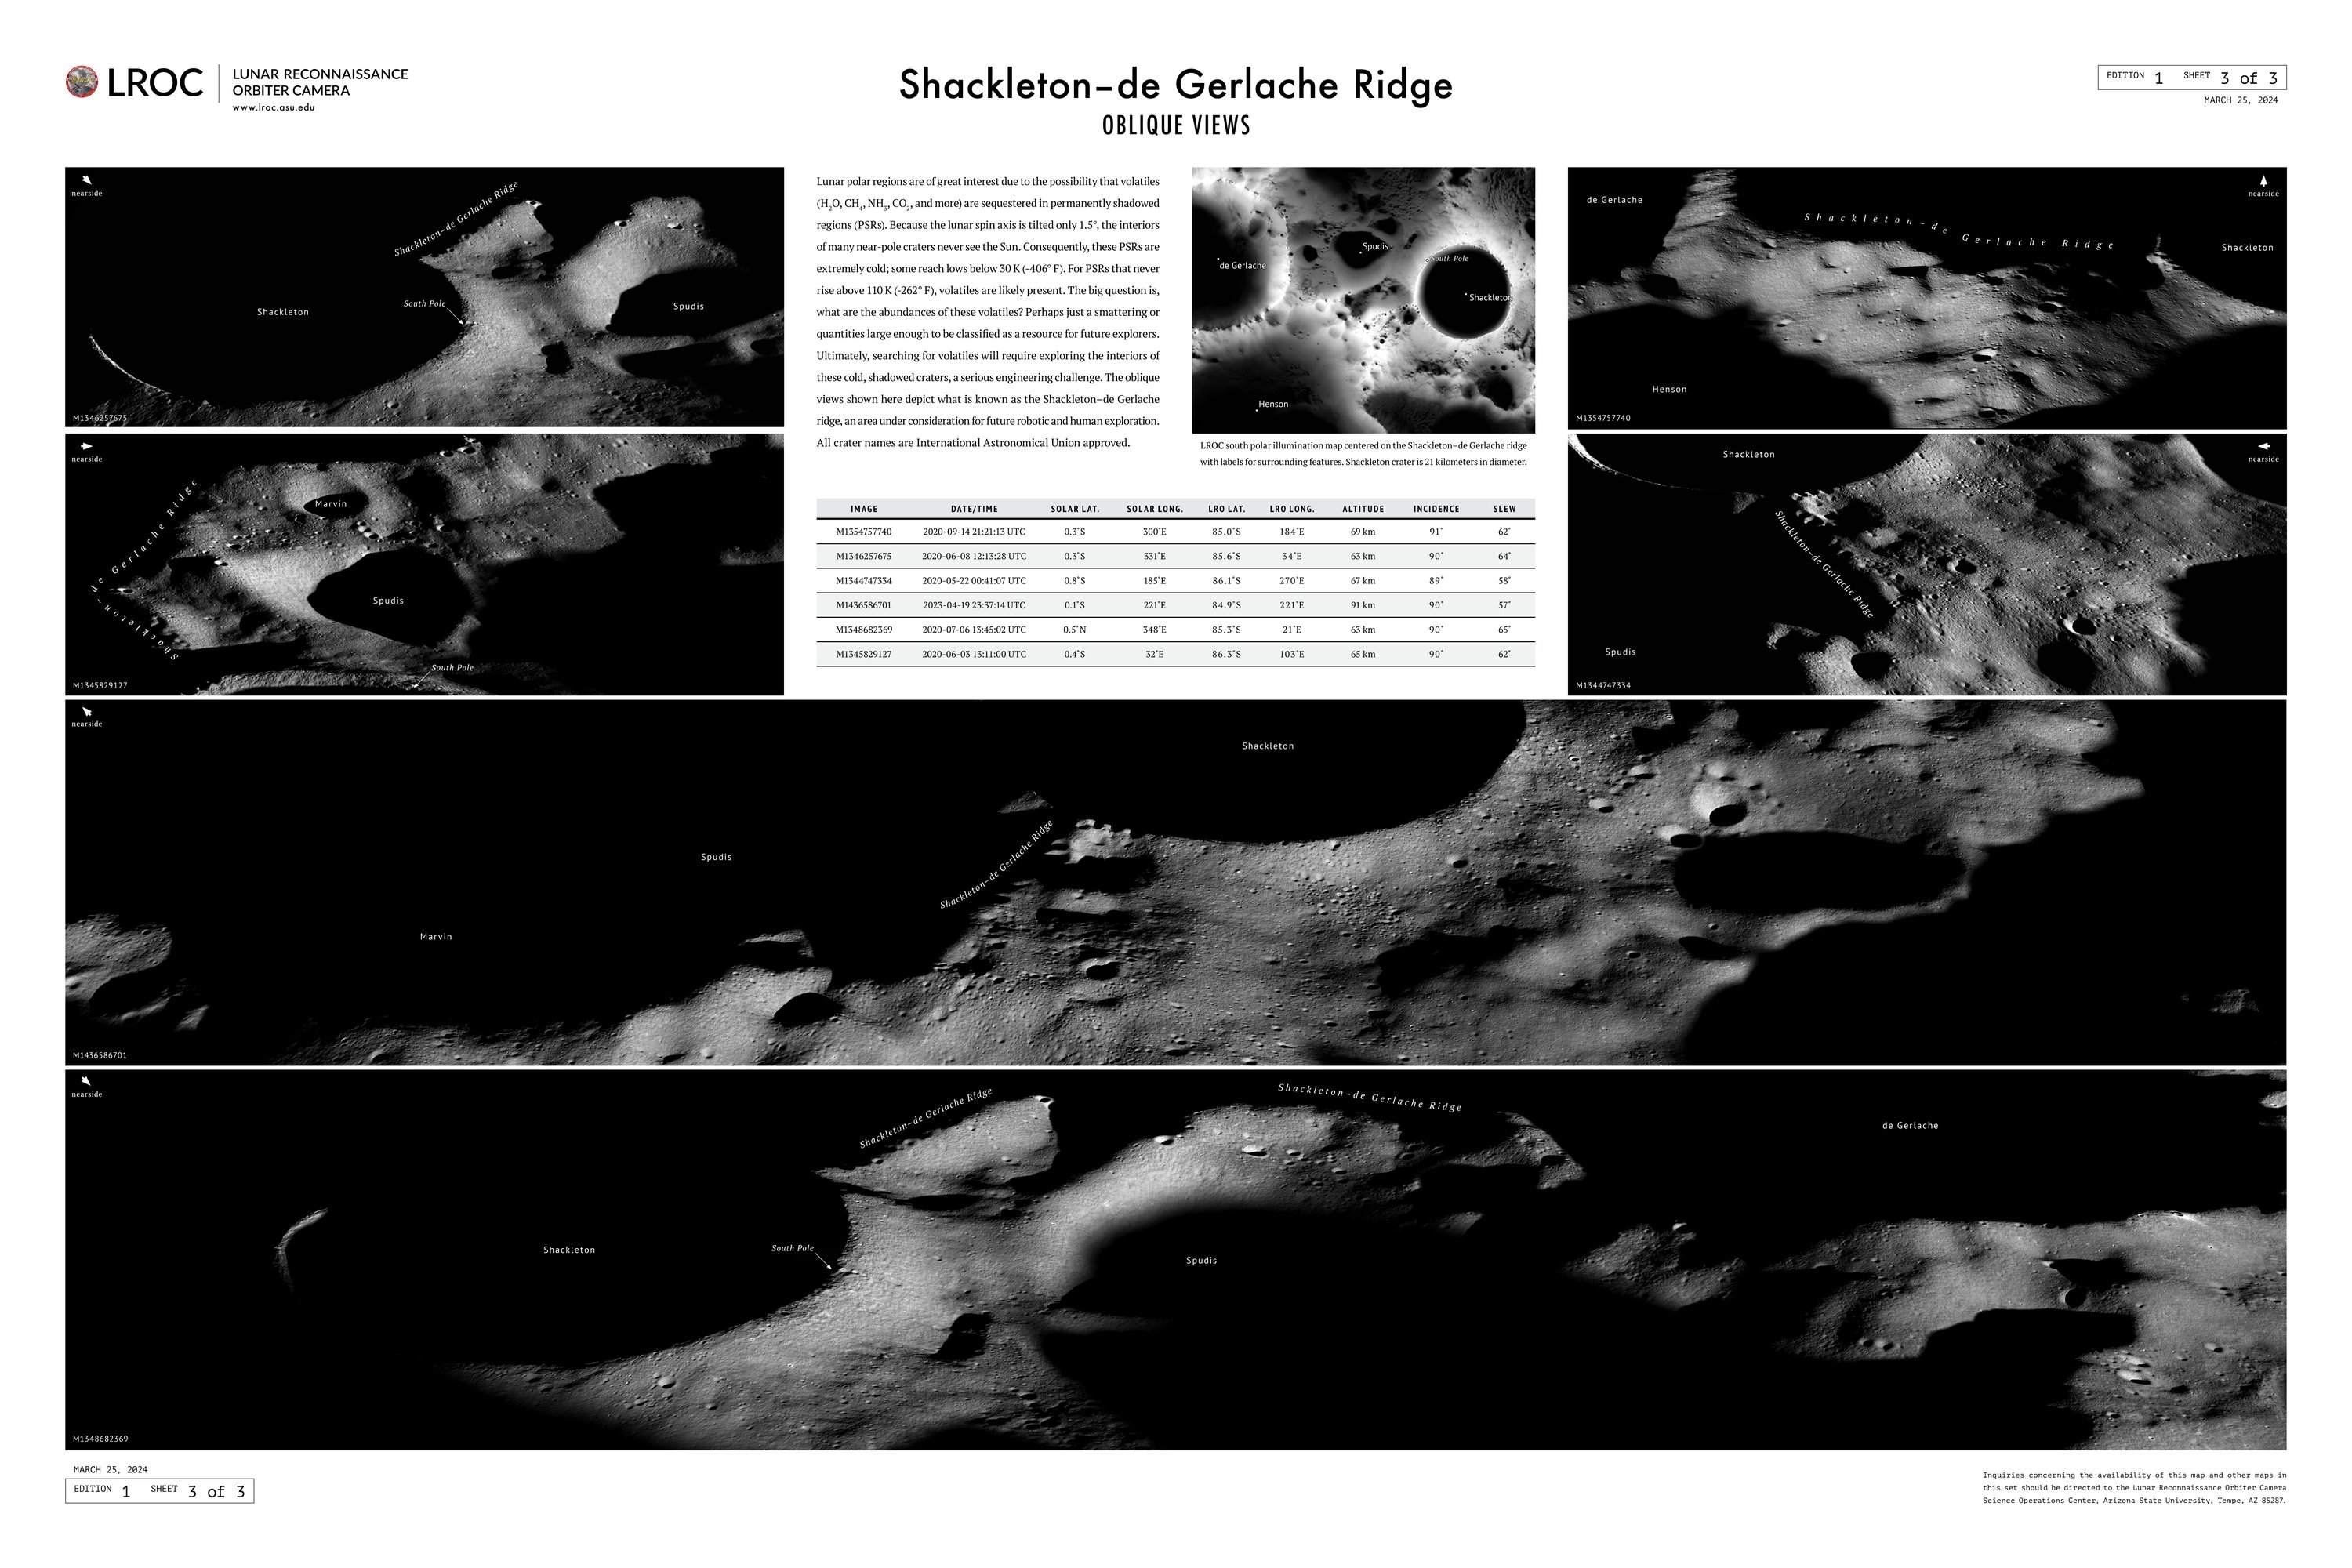 LROC
LUNAR RECONNAISSANCE
ORBITER CAMERA
www.lroc.asu.edu
Shackleton–de Gerlache Ridge
OBLIQUE VIEWS
EDITION 1 SHEET 3 of 3
MARCH 25, 2024
nearside
Shackleton–de Gerlache Ridge
South Pole
Shackleton
Spudis
M1346257675
nearside
Shackleton–de Gerlache Ridge
Marvin
Spudis
South Pole
M1345829127
Lunar polar regions are of great interest due to the possibility that volatiles
(H2O, CH4, NH3, CO2, and more) are sequestered in permanently shadowed
regions (PSRs). Because the lunar spin axis is tilted only 1.5°, the interiors
of many near-pole craters never see the Sun. Consequently, these PSRs are
extremely cold; some reach lows below 30 K (-406° F). For PSRs that never
rise above 110 K (-262° F), volatiles are likely present. The big question is,
what are the abundances of these volatiles? Perhaps just a smattering or
quantities large enough to be classified as a resource for future explorers.
Ultimately, searching for volatiles will require exploring the interiors of
these cold, shadowed craters, a serious engineering challenge. The oblique
views shown here depict what is known as the Shackleton–de Gerlache
ridge, an area under consideration for future robotic and human exploration.
All crater names are International Astronomical Union approved.
Spudis
de Gerlache
South Pole
Shackleton
Henson
LROC south polar illumination map centered on the Shackleton–de Gerlache ridge
with labels for surrounding features. Shackleton crater is 21 kilometers in diameter.
IMAGE DATE/TIME SOLAR LAT. SOLAR LONG. LRO LAT. LRO LONG. ALTITUDE INCIDENCE SLEW
M1354757740 2020-09-14 21:21:13 UTC 0.3°S 300°E 85.0°S 184°E 69 km 91° 62°
M1346257675 2020-06-08 12:13:28 UTC 0.3°S 331°E 85.6°S 34°E 63 km 90° 64°
M1344747334 2020-05-22 00:41:07 UTC 0.8°S 185°E 86.1°S 270°E 67 km 89° 58°
M1436586701 2023-04-19 23:37:14 UTC 0.1°S 221°E 84.9°S 221°E 91 km 90° 57°
M1348682369 2020-07-06 13:45:02 UTC 0.5°N 348°E 85.3°S 21°E 63 km 90° 65°
M1345829127 2020-06-03 13:11:00 UTC 0.4°S 32°E 86.3°S 103°E 65 km 90° 62°
nearside
de Gerlache
Shackleton–de Gerlache Ridge
Shackleton
Henson
M1354757740
nearside
Shackleton
Shackleton–de Gerlache Ridge
Spudis
M1344747334
nearside
Shackleton
Spudis
Shackleton–de Gerlache Ridge
Marvin
M1436586701
nearside
Shackleton–de Gerlache Ridge
Shackleton–de Gerlache Ridge
de Gerlache
South Pole
Shackleton
Spudis
M1348682369
MARCH 25, 2024
EDITION 1 SHEET 3 of 3
Inquiries concerning the availability of this map and other maps in
this set should be directed to the Lunar Reconnaissance Orbiter Camera
Science Operations Center, Arizona State University, Tempe, AZ 85287.